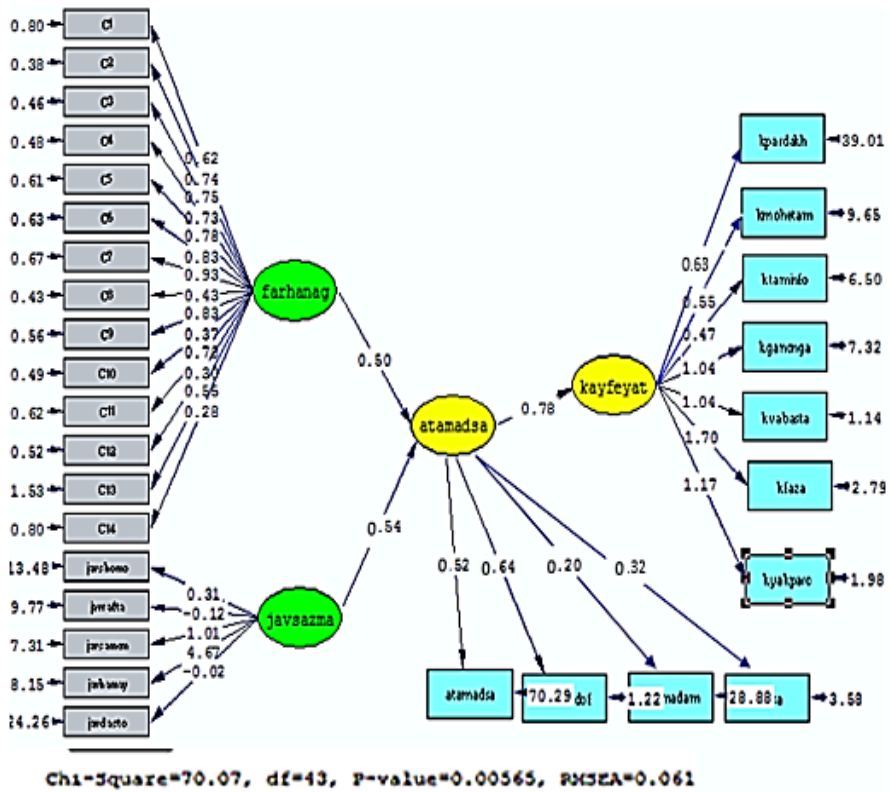 0.80 C1
0.38 C2
0.46 C3
0.48 C4
0.61 C5
0.63 C6
0.67 C7
0.43 C8
0.56 C9
0.49 C10
0.62 C11
0.52 C12
1.53 C13
0.80 C14
13.48
9.77
7.31
8.15
24.26
0.62
0.74
0.75
0.73
0.78
0.83
0.93
0.43
0.83
0.37
0.73
0.30
0.55
0.28
farhanag
0.31
-0.12
1.01
4.67
-0.02
javsazma
0.50
0.54
atamadsa
0.78
kayfeyat
0.63
0.55
0.47
1.04
1.04
1.70
1.17
kpardakh 39.01
kmohetam 9.65
ktaminfo 6.50
kganonga 7.32
kvabasta 1.14
kfaza 2.79
kyakparo 1.98
0.52
0.64
0.20
0.32
atamadsa 70.29 dof 1.22 madam 28.88 sa 3.58
Chi-Square=70.07, df=43, P-value=0.00565, RMSEA=0.061